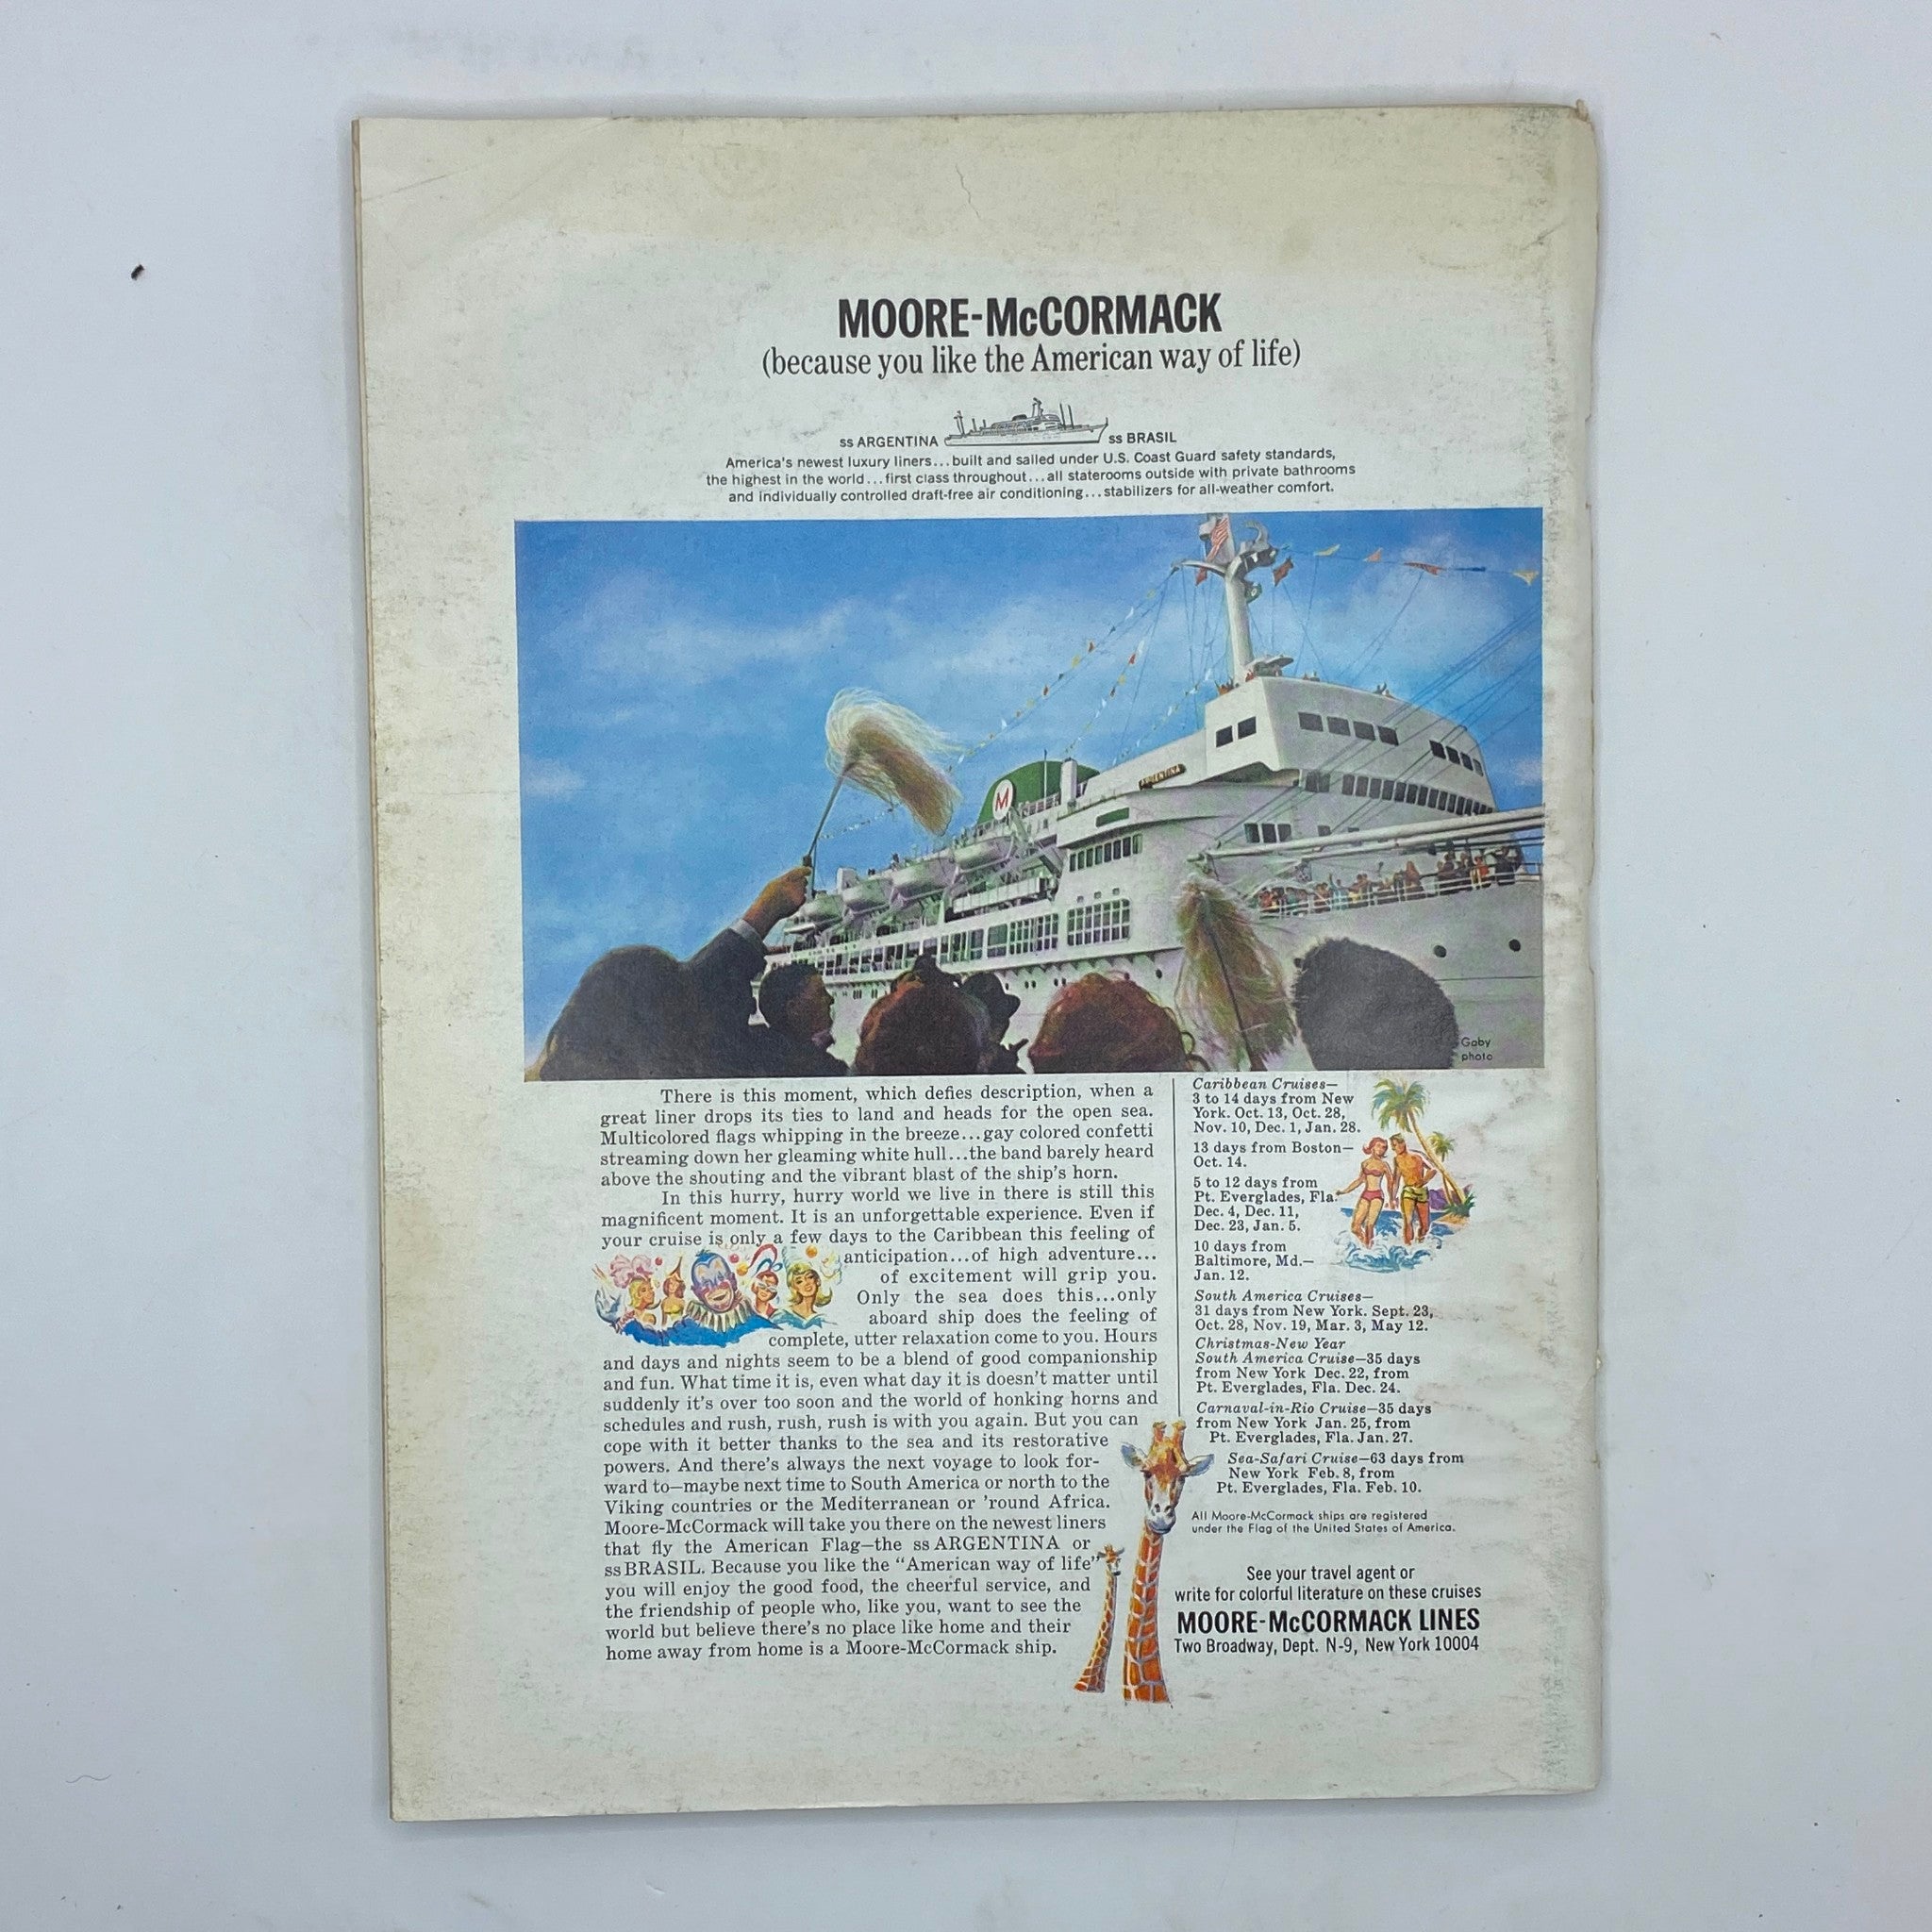 MOORE-McCORMACK
(because you like the American way of life)
ss ARGENTINA ss BRASIL
America's newest luxury liners...built and sailed under U.S. Coast Guard safety standards,
the highest in the world...first class throughout...all staterooms outside with private bathrooms
and individually controlled draft-free air conditioning...stabilizers for all-weather comfort.
M
ARGENTINA
Gaby
photo
There is this moment, which defies description, when a
great liner drops its ties to land and heads for the open sea.
Multicolored flags whipping in the breeze...gay colored confetti
streaming down her gleaming white hull...the band barely heard
above the shouting and the vibrant blast of the ship's horn.
In this hurry, hurry world we live in there is still this
magnificent moment. It is an unforgettable experience. Even if
your cruise is only a few days to the Caribbean this feeling of
anticipation...of high adventure...
of excitement will grip you.
Only the sea does this...only
aboard ship does the feeling of
complete, utter relaxation come to you. Hours
and days and nights seem to be a blend of good companionship
and fun. What time it is, even what day it is doesn't matter until
suddenly it's over too soon and the world of honking horns and
schedules and rush, rush, rush is with you again. But you can
cope with it better thanks to the sea and its restorative
powers. And there's always the next voyage to look for-
ward to—maybe next time to South America or north to the
Viking countries or the Mediterranean or 'round Africa.
Moore-McCormack will take you there on the newest liners
that fly the American Flag—the ss ARGENTINA or
ss BRASIL. Because you like the "American way of life"
you will enjoy the good food, the cheerful service, and
the friendship of people who, like you, want to see the
world but believe there's no place like home and their
home away from home is a Moore-McCormack ship.
Caribbean Cruises—
3 to 14 days from New
York. Oct. 13, Oct. 28,
Nov. 10, Dec. 1, Jan. 28.
13 days from Boston—
Oct. 14.
5 to 12 days from
Pt. Everglades, Fla.
Dec. 4, Dec. 11,
Dec. 23, Jan. 5.
10 days from
Baltimore, Md.—
Jan. 12.
South America Cruises—
31 days from New York. Sept. 23,
Oct. 28, Nov. 19, Mar. 3, May 12.
Christmas-New Year
South America Cruise—35 days
from New York Dec. 22, from
Pt. Everglades, Fla. Dec. 24.
Carnaval-in-Rio Cruise—35 days
from New York Jan. 25, from
Pt. Everglades, Fla. Jan. 27.
Sea-Safari Cruise—63 days from
New York Feb. 8, from
Pt. Everglades, Fla. Feb. 10.
All Moore-McCormack ships are registered
under the Flag of the United States of America.
See your travel agent or
write for colorful literature on these cruises
MOORE-McCORMACK LINES
Two Broadway, Dept. N-9, New York 10004